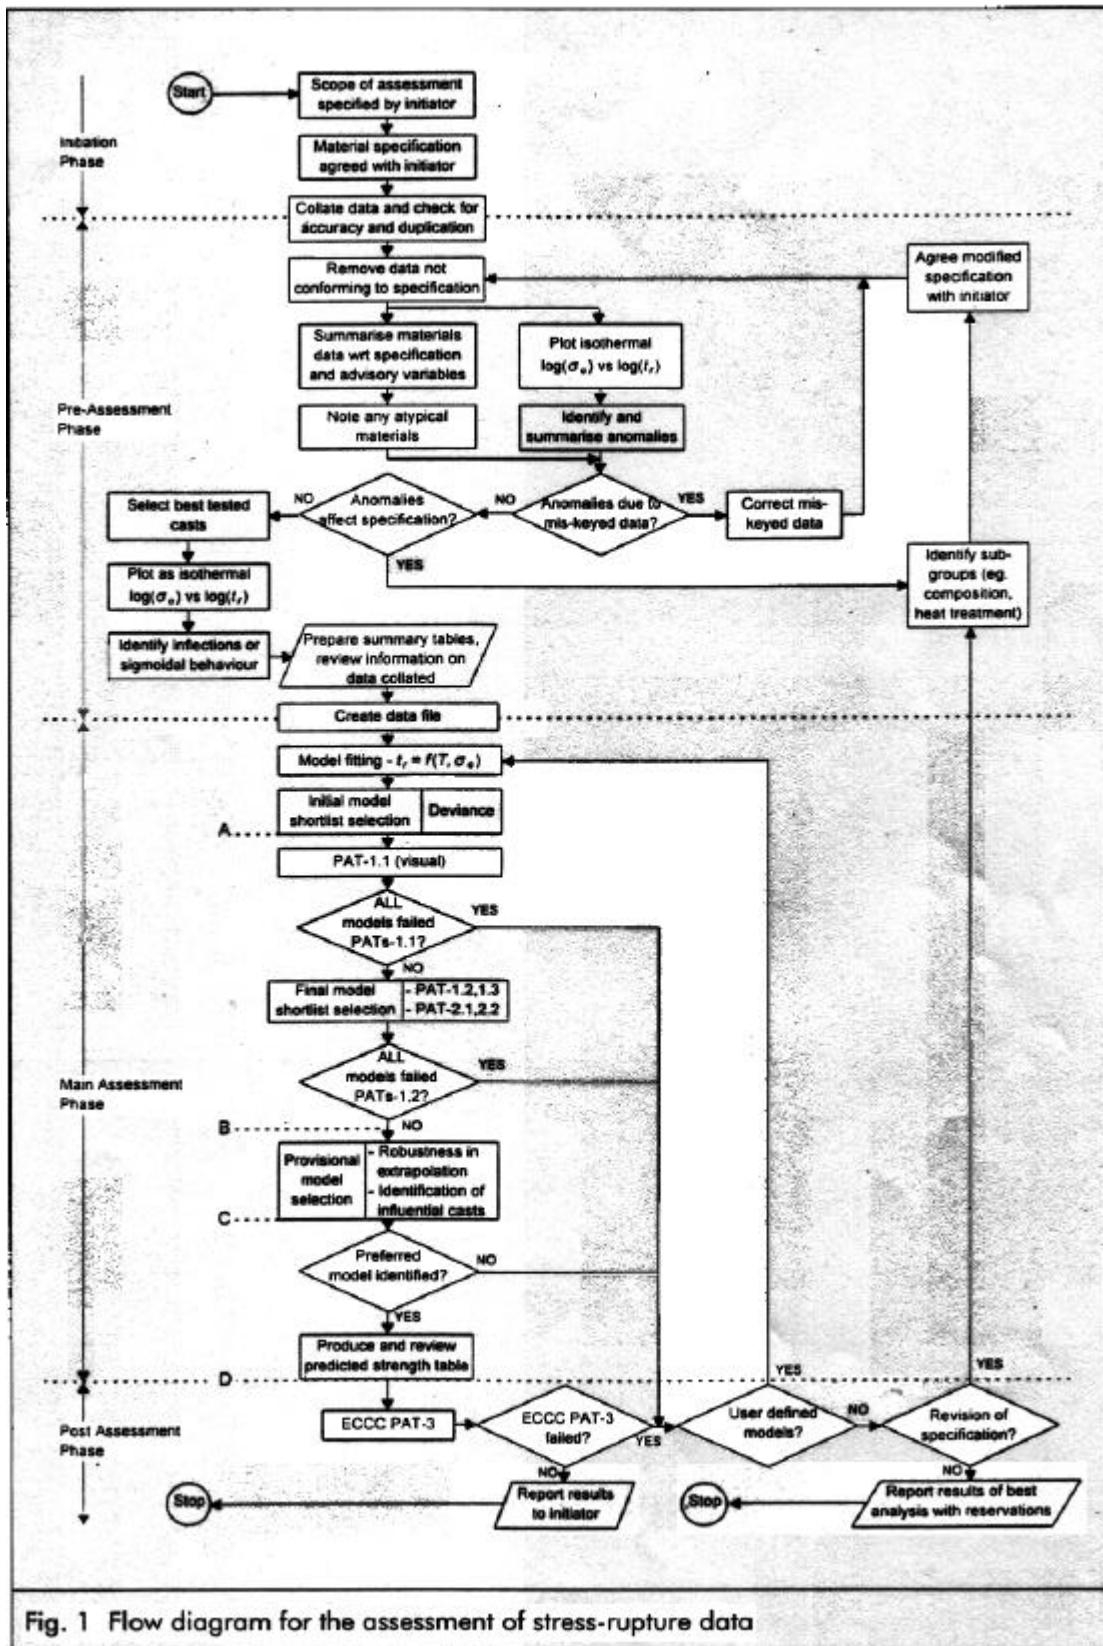 Start
Scope of assessment
specified by initiator
Initiation
Phase
Material specification
agreed with initiator
Collate data and check for
accuracy and duplication
Remove data not
conforming to specification
Agree modified
specification
with initiator
Summarise materials
data wrt specification
and advisory variables
Plot isothermal
log(σₒ) vs log(tᵣ)
Pre-Assessment
Phase
Note any atypical
materials
Identify and
summarise anomalies
Select best tested
casts
NO
Anomalies
affect specification?
NO
Anomalies due to
mis-keyed data?
YES
Correct mis-
keyed data
YES
Identify sub-
groups (eg.
composition,
heat treatment)
Plot as isothermal
log(σₒ) vs log(tᵣ)
Identify inflections or
sigmoidal behaviour
Prepare summary tables,
review information on
data collated
Create data file
Model fitting - tᵣ = f(T, σₒ)
Initial model
shortlist selection
Deviance
A
PAT-1.1 (visual)
ALL
models failed
PATs-1.1?
YES
NO
Final model
shortlist selection
- PAT-1.2,1.3
- PAT-2.1,2.2
Main Assessment
Phase
ALL
models failed
PATs-1.2?
YES
NO
B
Provisional
model
selection
- Robustness in
extrapolation
- Identification of
influential casts
C
Preferred
model identified?
NO
YES
Produce and review
predicted strength table
D
Post Assessment
Phase
ECCC PAT-3
ECCC PAT-3
failed?
YES
User defined
models?
YES
NO
Revision of
specification?
YES
NO
Report results
to initiator
Stop
NO
Report results of best
analysis with reservations
Stop
Fig. 1 Flow diagram for the assessment of stress-rupture data